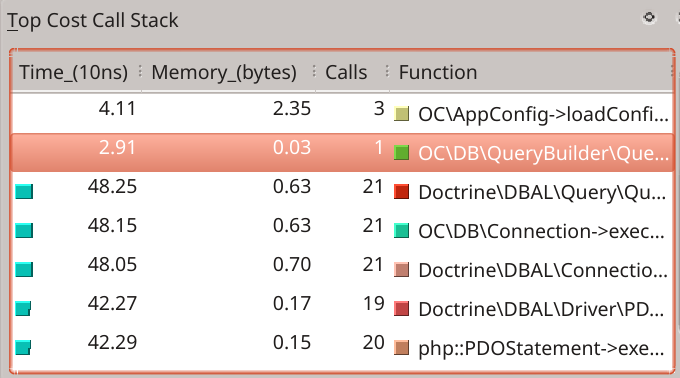 Top Cost Call Stack
Time_(10ns) Memory_(bytes) Calls Function
4.11 2.35 3 OC\AppConfig->loadConfi...
2.91 0.03 1 OC\DB\QueryBuilder\Que...
48.25 0.63 21 Doctrine\DBAL\Query\Qu...
48.15 0.63 21 OC\DB\Connection->exec...
48.05 0.70 21 Doctrine\DBAL\Connectio...
42.27 0.17 19 Doctrine\DBAL\Driver\PD...
42.29 0.15 20 php::PDOStatement->exe...